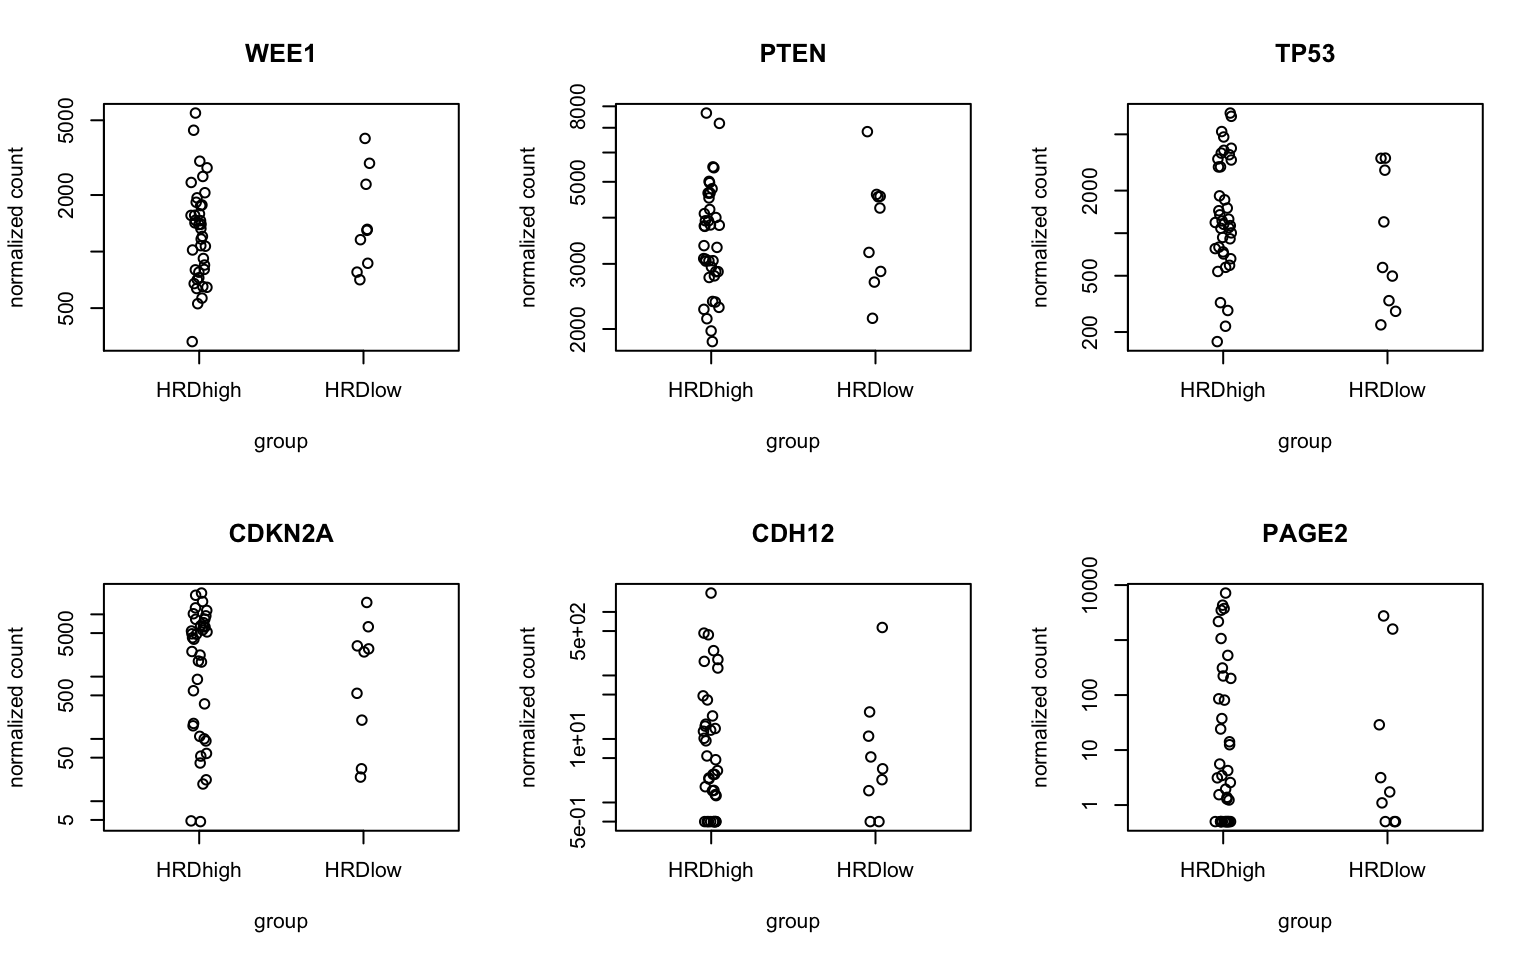 WEE1
normalized count
5000
2000
500
HRDhigh HRDlow
group
PTEN
normalized count
8000
5000
3000
2000
HRDhigh HRDlow
group
TP53
normalized count
2000
500
200
HRDhigh HRDlow
group
CDKN2A
normalized count
5000
500
50
5
HRDhigh HRDlow
group
CDH12
normalized count
5e+02
1e+01
5e-01
HRDhigh HRDlow
group
PAGE2
normalized count
10000
100
10
1
HRDhigh HRDlow
group